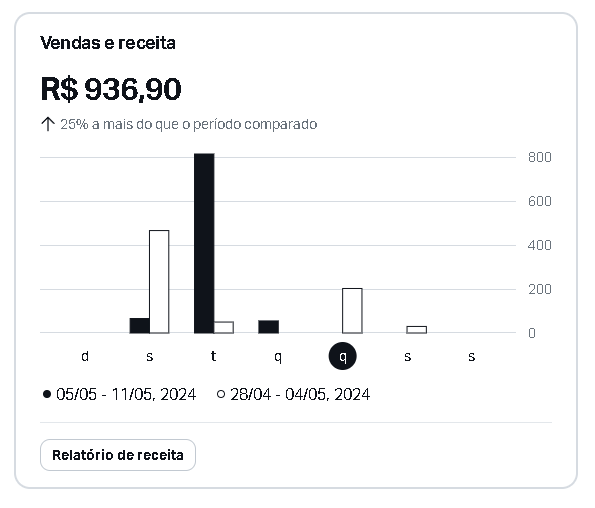 Vendas e receita
R$ 936,90
25% a mais do que o período comparado
800
600
400
200
0
d s t q q s s
05/05 - 11/05, 2024 28/04 - 04/05, 2024
Relatório de receita